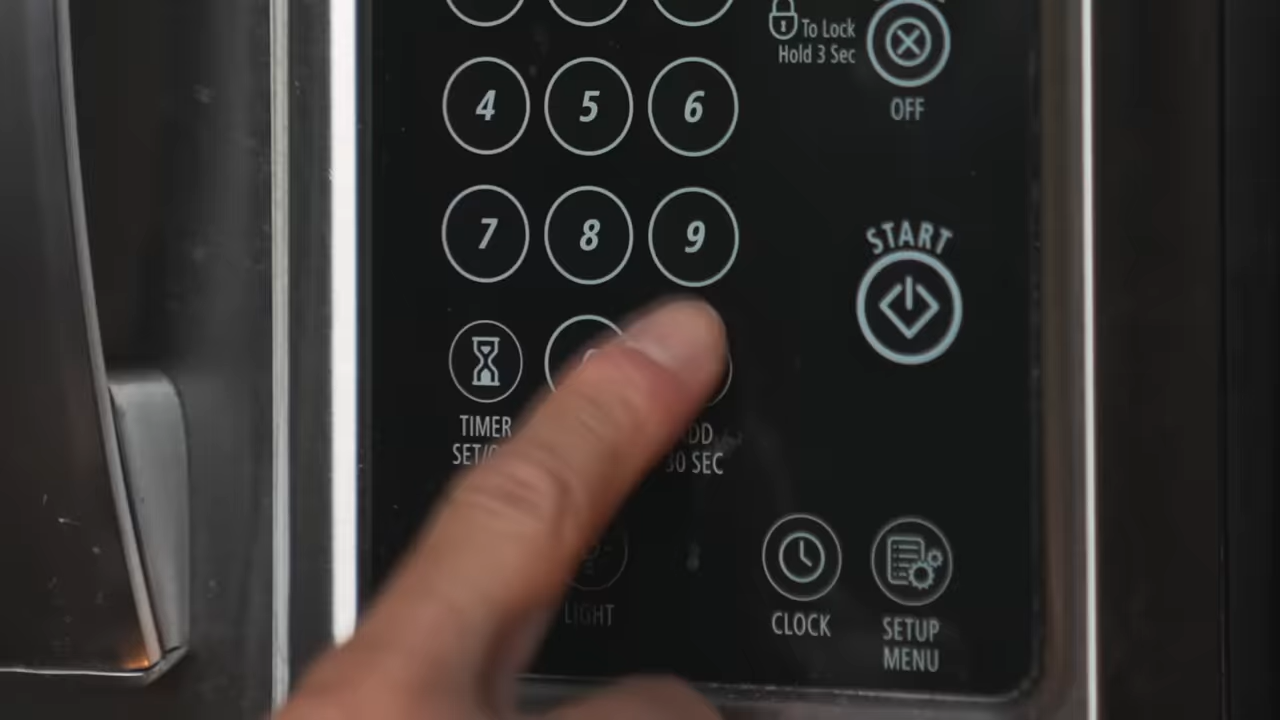 To Lock
Hold 3 Sec
OFF
4 5 6
7 8 9
START
TIMER
SET/
ADD
30 SEC
LIGHT
CLOCK
SETUP
MENU